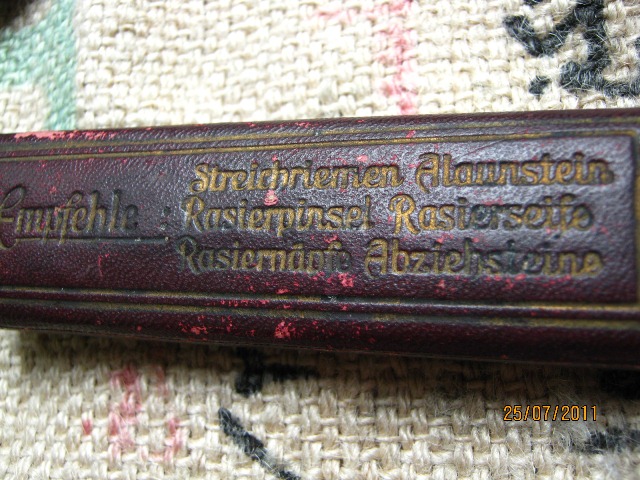 Empfehle:
Streichriemen Alaunstein
Rasierpinsel Rasierseife
Rasiernäpfe Abziehsteine
25/07/2011